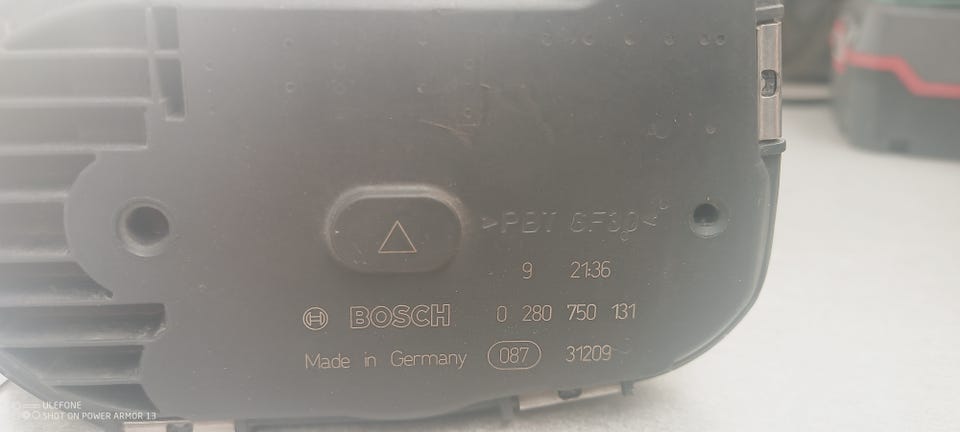 >PBT GF30<
9 21:36
BOSCH 0 280 750 131
Made in Germany 087 31209
ULEFONE
SHOT ON POWER ARMOR 13